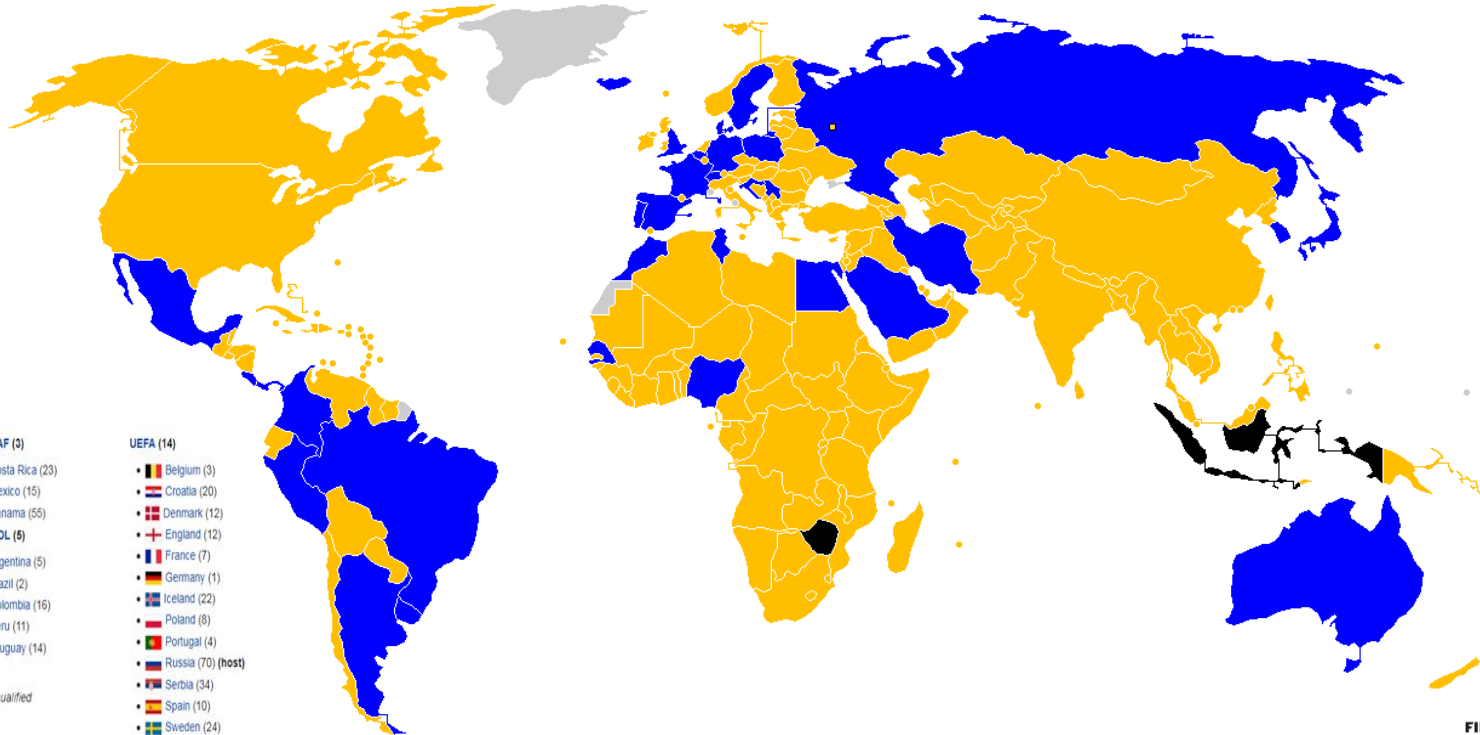 AF (3)
osta Rica (23)
exico (15)
anama (55)
OL (5)
gentina (5)
azil (2)
olombia (16)
eru (11)
uguay (14)
ualified
UEFA (14)
Belgium (3)
Croatia (20)
Denmark (12)
England (12)
France (7)
Germany (1)
Iceland (22)
Poland (8)
Portugal (4)
Russia (70) (host)
Serbia (34)
Spain (10)
Sweden (24)
FI